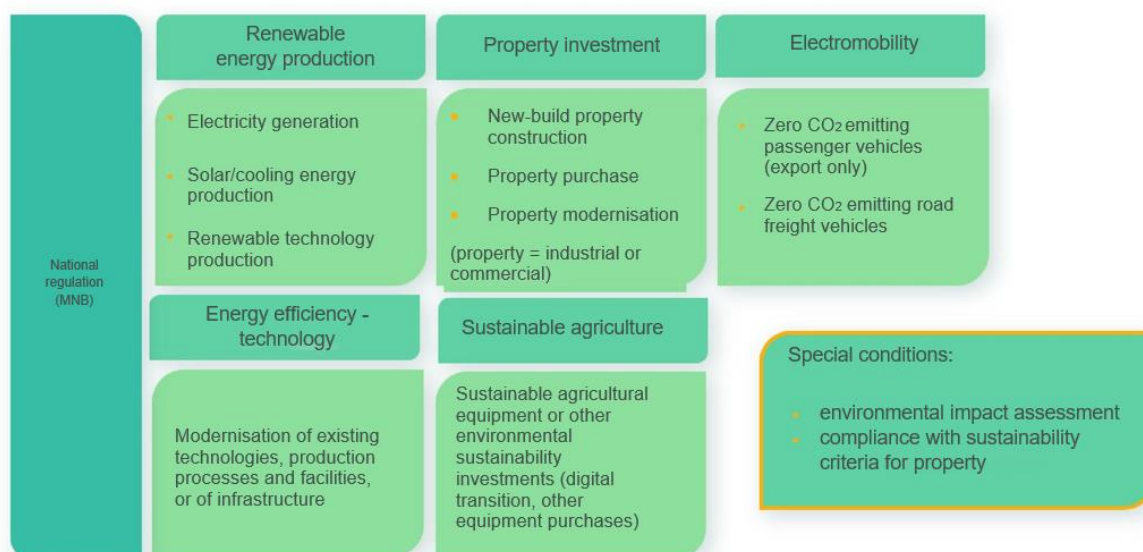 National
regulation
(MNB)
Renewable
energy production
• Electricity generation
• Solar/cooling energy
production
• Renewable technology
production
Property investment
• New-build property
construction
• Property purchase
• Property modernisation
(property = industrial or
commercial)
Electromobility
• Zero CO₂ emitting
passenger vehicles
(export only)
• Zero CO₂ emitting road
freight vehicles
Energy efficiency -
technology
Modernisation of existing
technologies, production
processes and facilities,
or of infrastructure
Sustainable agriculture
Sustainable agricultural
equipment or other
environmental
sustainability
investments (digital
transition, other
equipment purchases)
Special conditions:
• environmental impact assessment
• compliance with sustainability
criteria for property